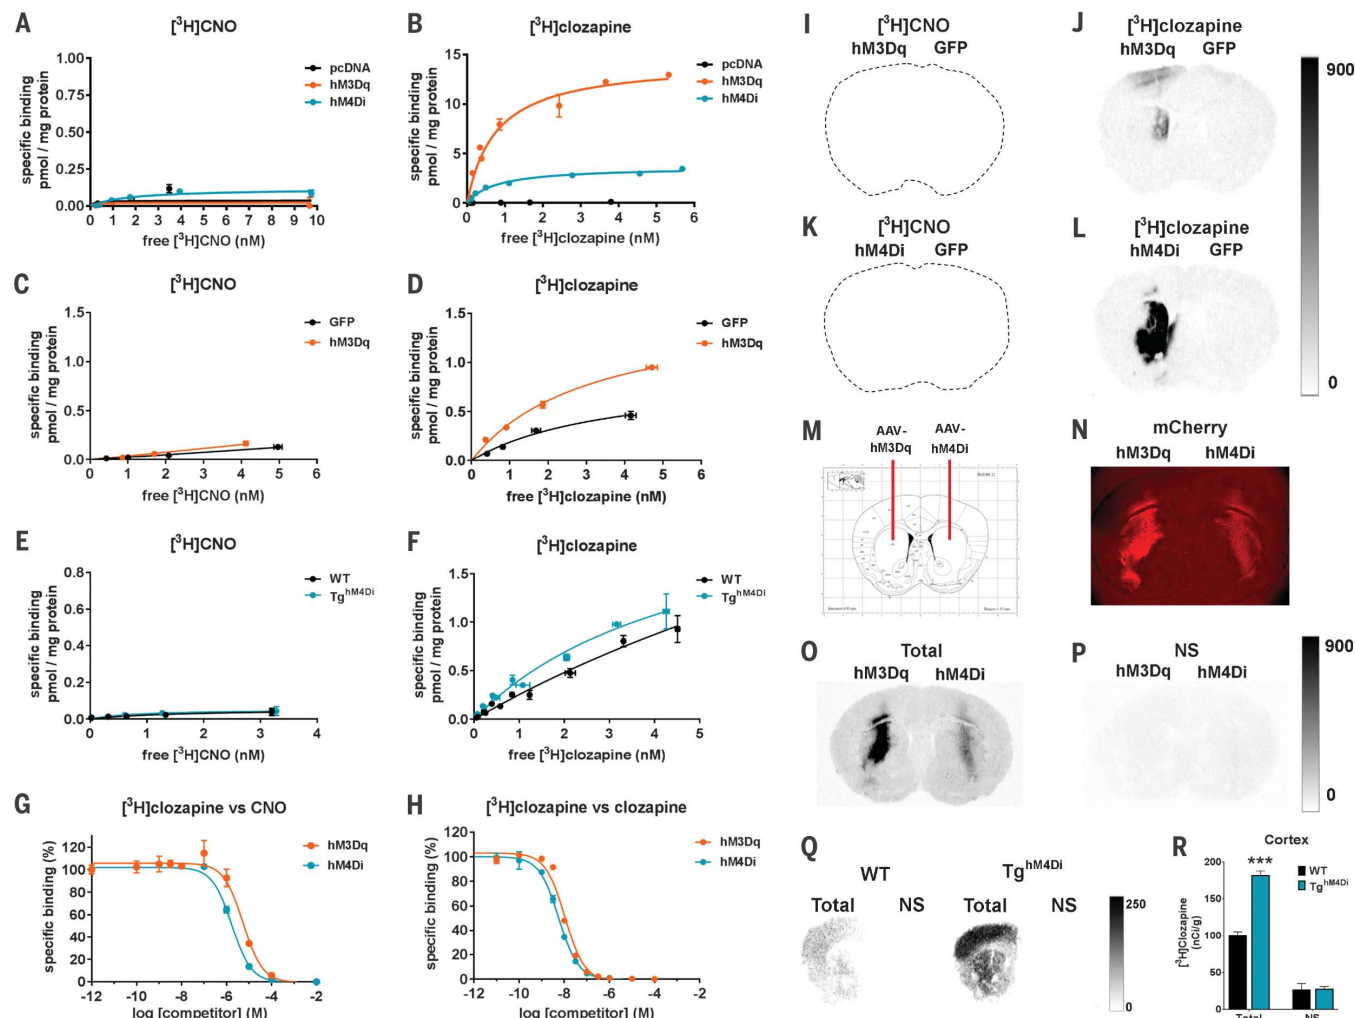 A
[³H]CNO
specific binding
pmol / mg protein
1.00
0.75
0.50
0.25
0.00
0 1 2 3 4 5 6 7 8 9 10
free [³H]CNO (nM)
pcDNA
hM3Dq
hM4Di
B
[³H]clozapine
specific binding
pmol / mg protein
15
10
5
0
0 1 2 3 4 5 6
free [³H]clozapine (nM)
pcDNA
hM3Dq
hM4Di
C
[³H]CNO
specific binding
pmol / mg protein
1.5
1.0
0.5
0.0
0 1 2 3 4 5 6
free [³H]CNO (nM)
GFP
hM3Dq
D
[³H]clozapine
specific binding
pmol / mg protein
1.5
1.0
0.5
0.0
0 1 2 3 4 5 6
free [³H]clozapine (nM)
GFP
hM3Dq
E
[³H]CNO
specific binding
pmol / mg protein
0.8
0.6
0.4
0.2
0.0
0 1 2 3 4
free [³H]CNO (nM)
WT
Tg^hM4Di
F
[³H]clozapine
specific binding
pmol / mg protein
1.5
1.0
0.5
0.0
0 1 2 3 4 5
free [³H]clozapine (nM)
WT
Tg^hM4Di
G
[³H]clozapine vs CNO
specific binding (%)
120
100
80
60
40
20
0
-12 -10 -8 -6 -4 -2
log [competitor] (M)
hM3Dq
hM4Di
H
[³H]clozapine vs clozapine
specific binding (%)
120
100
80
60
40
20
0
-12 -10 -8 -6 -4 -2
log [competitor] (M)
hM3Dq
hM4Di
I
[³H]CNO
hM3Dq GFP
J
[³H]clozapine
hM3Dq GFP
900
0
K
[³H]CNO
hM4Di GFP
L
[³H]clozapine
hM4Di GFP
M
AAV-
hM3Dq
AAV-
hM4Di
N
mCherry
hM3Dq hM4Di
O
Total
hM3Dq hM4Di
P
NS
hM3Dq hM4Di
900
0
Q
WT
Tg^hM4Di
Total NS Total NS
250
0
R
Cortex
[³H]Clozapine
(nCi/g)
200
150
100
50
0
***
WT
Tg^hM4Di
Total NS